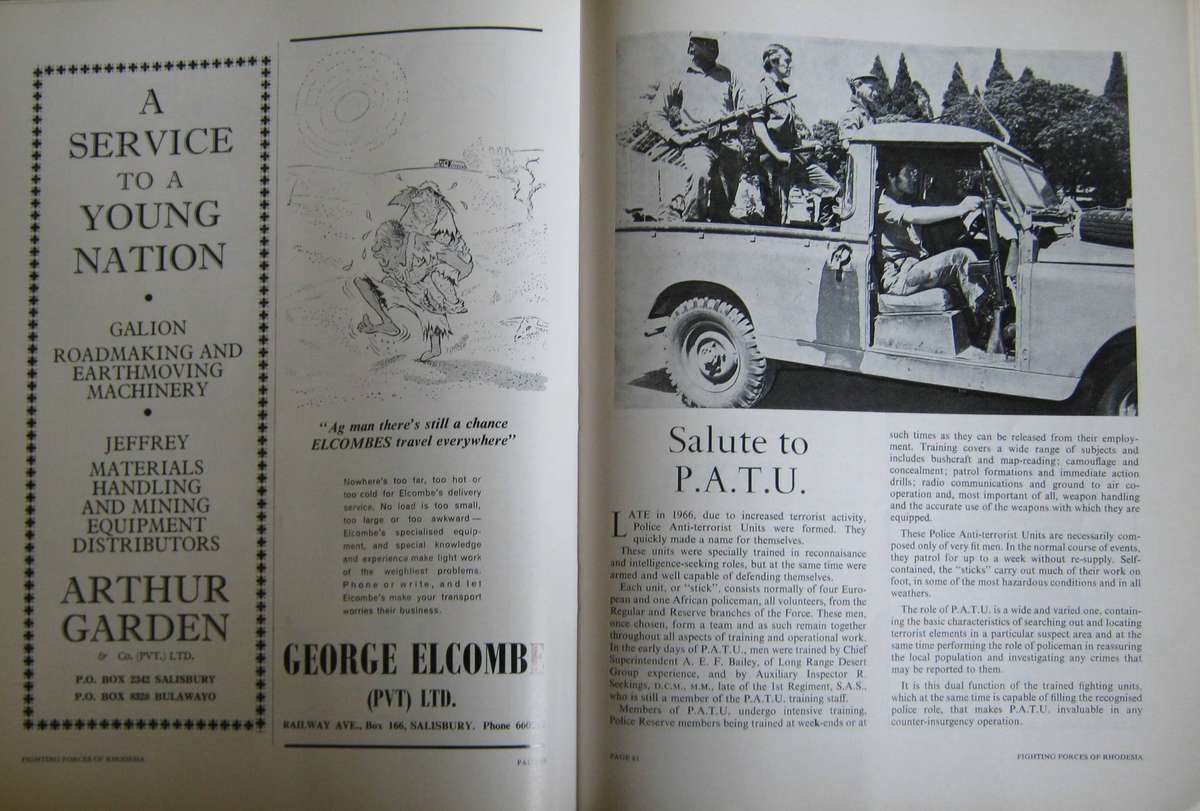 A
SERVICE
TO A
YOUNG
NATION
•
GALION
ROADMAKING AND
EARTHMOVING
MACHINERY
•
JEFFREY
MATERIALS
HANDLING
AND MINING
EQUIPMENT
DISTRIBUTORS
ARTHUR
GARDEN
& Co. (PVT.) LTD.
P.O. BOX 2342 SALISBURY
P.O. BOX 8320 BULAWAYO
FIGHTING FORCES OF RHODESIA
"Ag man there's still a chance
ELCOMBES travel everywhere"
Nowhere's too far, too hot or
too cold for Elcombe's delivery
service. No load is too small,
too large or too awkward—
Elcombe's specialised equip-
ment, and special knowledge
and experience make light work
of the weightiest problems.
Phone or write, and let
Elcombe's make your transport
worries their business.
GEORGE ELCOMBE
(PVT) LTD.
RAILWAY AVE., Box 166, SALISBURY. Phone
Salute to
P.A.T.U.
LATE in 1966, due to increased terrorist activity,
Police Anti-terrorist Units were formed. They
quickly made a name for themselves.
These units were specially trained in reconnaisance
and intelligence-seeking roles, but at the same time were
armed and well capable of defending themselves.
Each unit, or "stick", consists normally of four Euro-
pean and one African policeman, all volunteers, from the
Regular and Reserve branches of the Force. These men,
once chosen, form a team and as such remain together
throughout all aspects of training and operational work.
In the early days of P.A.T.U., men were trained by Chief
Superintendent A. E. F. Bailey, of Long Range Desert
Group experience, and by Auxiliary Inspector R.
Seekings, D.C.M., M.M., late of the 1st Regiment, S.A.S.,
who is still a member of the P.A.T.U. training staff.
Members of P.A.T.U. undergo intensive training,
Police Reserve members being trained at week-ends or at
such times as they can be released from their employ-
ment. Training covers a wide range of subjects and
includes bushcraft and map-reading; camouflage and
concealment; patrol formations and immediate action
drills; radio communications and ground to air co-
operation and, most important of all, weapon handling
and the accurate use of the weapons with which they are
equipped.
These Police Anti-terrorist Units are necessarily com-
posed only of very fit men. In the normal course of events,
they patrol for up to a week without re-supply. Self-
contained, the "sticks" carry out much of their work on
foot, in some of the most hazardous conditions and in all
weathers.
The role of P.A.T.U. is a wide and varied one, contain-
ing the basic characteristics of searching out and locating
terrorist elements in a particular suspect area and at the
same time performing the role of policeman in reassuring
the local population and investigating any crimes that
may be reported to them.
It is this dual function of the trained fighting units,
which at the same time is capable of filling the recognised
police role, that makes P.A.T.U. invaluable in any
counter-insurgency operation.
PAGE 61
FIGHTING FORCES OF RHODESIA